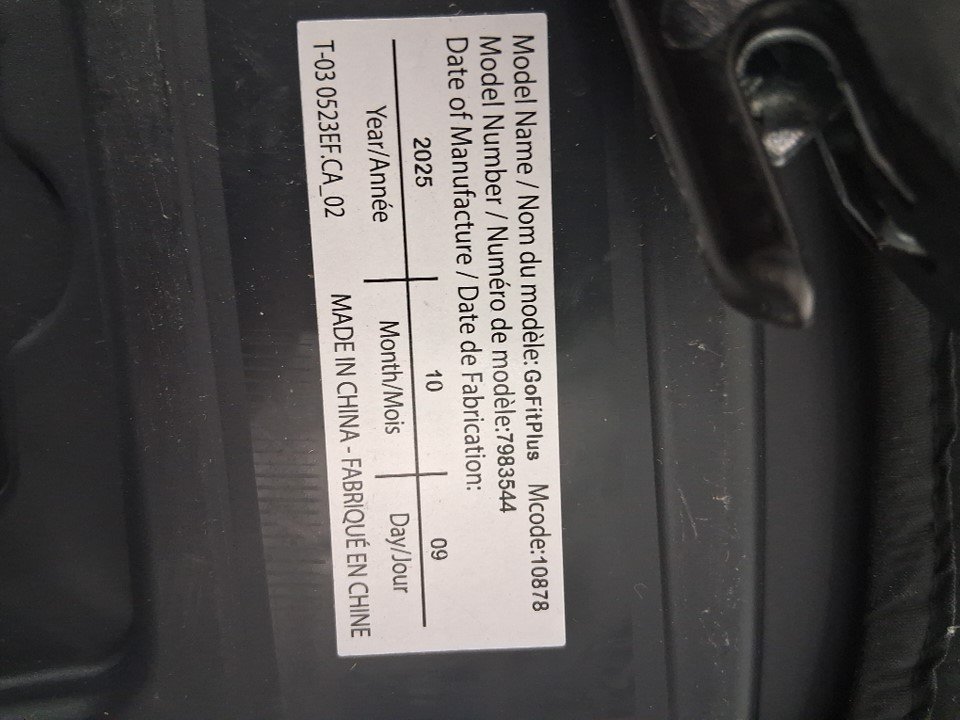 Model Name / Nom du modèle: GoFitPlus Mcode:10878
Model Number / Numéro de modèle:7983544
Date of Manufacture / Date de Fabrication:
2025 10 09
Year/Année Month/Mois Day/Jour
T-03 0523EF.CA_02 MADE IN CHINA - FABRIQUÉ EN CHINE